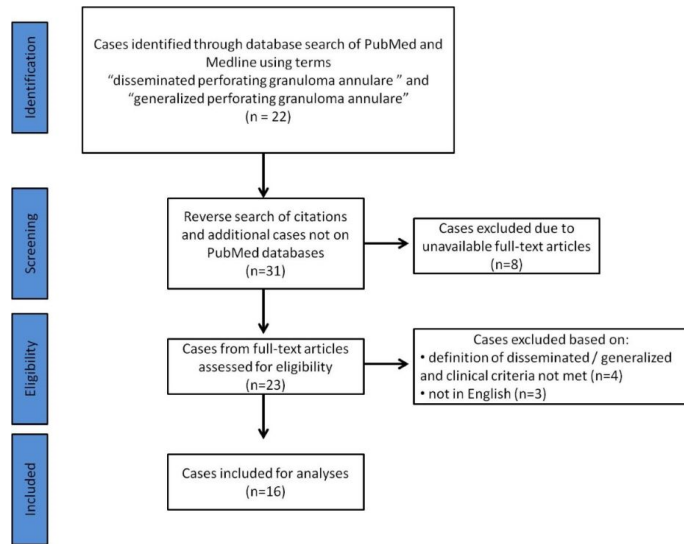 Identification
Cases identified through database search of PubMed and
Medline using terms
“disseminated perforating granuloma annulare ” and
“generalized perforating granuloma annulare”
(n = 22)
Screening
Reverse search of citations
and additional cases not on
PubMed databases
(n=31)
Cases excluded due to
unavailable full-text articles
(n=8)
Eligibility
Cases from full-text articles
assessed for eligibility
(n=23)
Cases excluded based on:
• definition of disseminated / generalized
and clinical criteria not met (n=4)
• not in English (n=3)
Included
Cases included for analyses
(n=16)